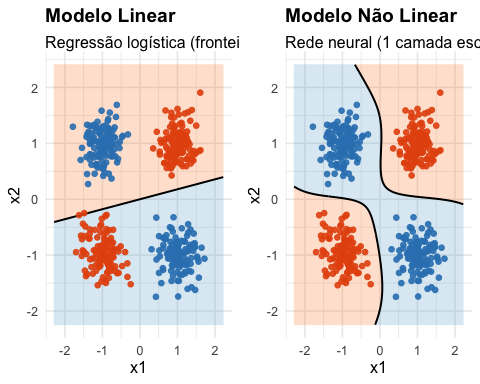 Modelo Linear
Regressão logística (frontei
x2
2
1
0
-1
-2
-2 -1 0 1 2
x1
Modelo Não Linear
Rede neural (1 camada esc
x2
2
1
0
-1
-2
-2 -1 0 1 2
x1